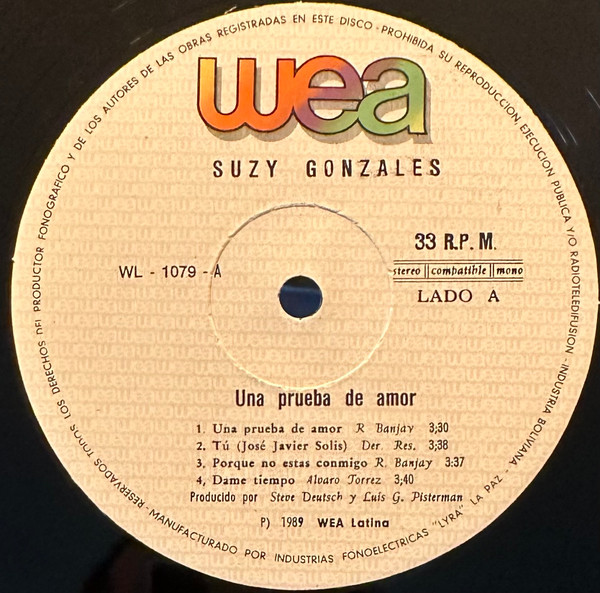 RESERVADOS TODOS LOS DERECHOS DEL PRODUCTOR FONOGRAFICO Y DE LOS AUTORES DE LAS OBRAS REGISTRADAS EN ESTE DISCO - PROHIBIDA SU REPRODUCCION, EJECUCION PUBLICA Y/O RADIOTELEDIFUSION - INDUSTRIA BOLIVIANA
wea
SUZY GONZALES
33 R.P.M.
WL - 1079 - A
stereo || compatible || mono
LADO A
Una prueba de amor
1. Una prueba de amor R Banjay 3;30
2. Tú (José Javier Solis) Der. Res. 3;38
3. Porque no estas conmigo R. Banjay 3:37
4, Dame tiempo Alvaro Torrez 3;40
Producido por Steve Deutsch y Luis G. Pisterman
P) 1989 WEA Latina
- MANUFACTURADO POR INDUSTRIAS FONOELECTRICAS "LYRA" LA PAZ -